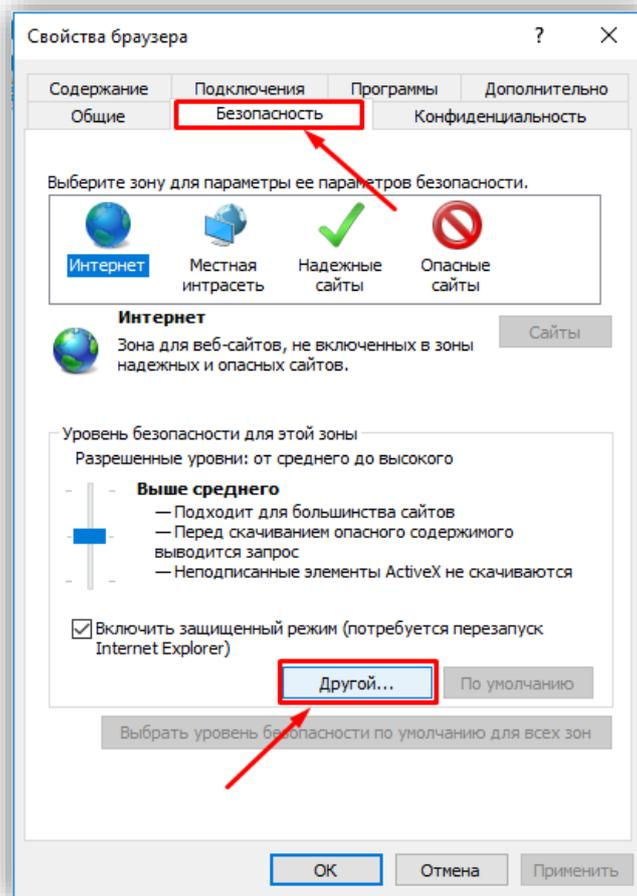 Свойства браузера ? ×
Содержание Подключения Программы Дополнительно
Общие Безопасность Конфиденциальность
Выберите зону для параметры ее параметров безопасности.
Интернет Местная интрасеть Надежные сайты Опасные сайты
Интернет
Зона для веб-сайтов, не включенных в зоны
надежных и опасных сайтов.
Сайты
Уровень безопасности для этой зоны
Разрешенные уровни: от среднего до высокого
Выше среднего
— Подходит для большинства сайтов
— Перед скачиванием опасного содержимого
выводится запрос
— Неподписанные элементы ActiveX не скачиваются
Включить защищенный режим (потребуется перезапуск
Internet Explorer)
Другой... По умолчанию
Выбрать уровень безопасности по умолчанию для всех зон
ОК Отмена Применить